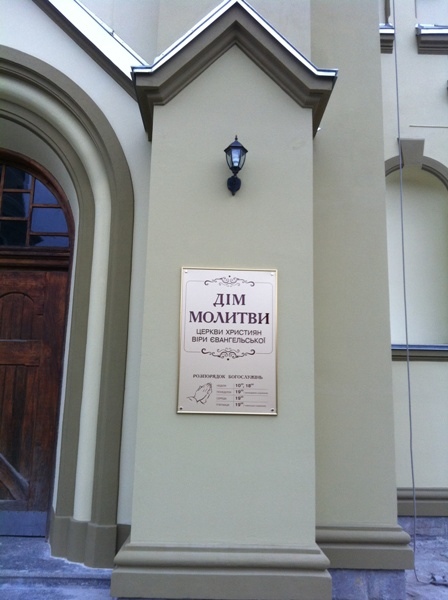 ДІМ
МОЛИТВИ
ЦЕРКВИ ХРИСТИЯН
ВІРИ ЄВАНГЕЛЬСЬКОЇ
РОЗПОРЯДОК БОГОСЛУЖІНЬ